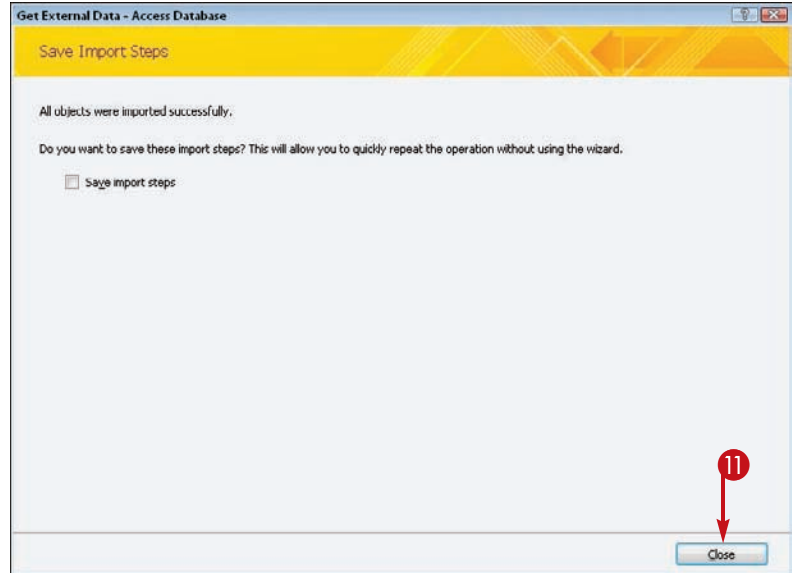 Get External Data - Access Database
Save Import Steps
All objects were imported successfully.
Do you want to save these import steps? This will allow you to quickly repeat the operation without using the wizard.
Save import steps
11
Close